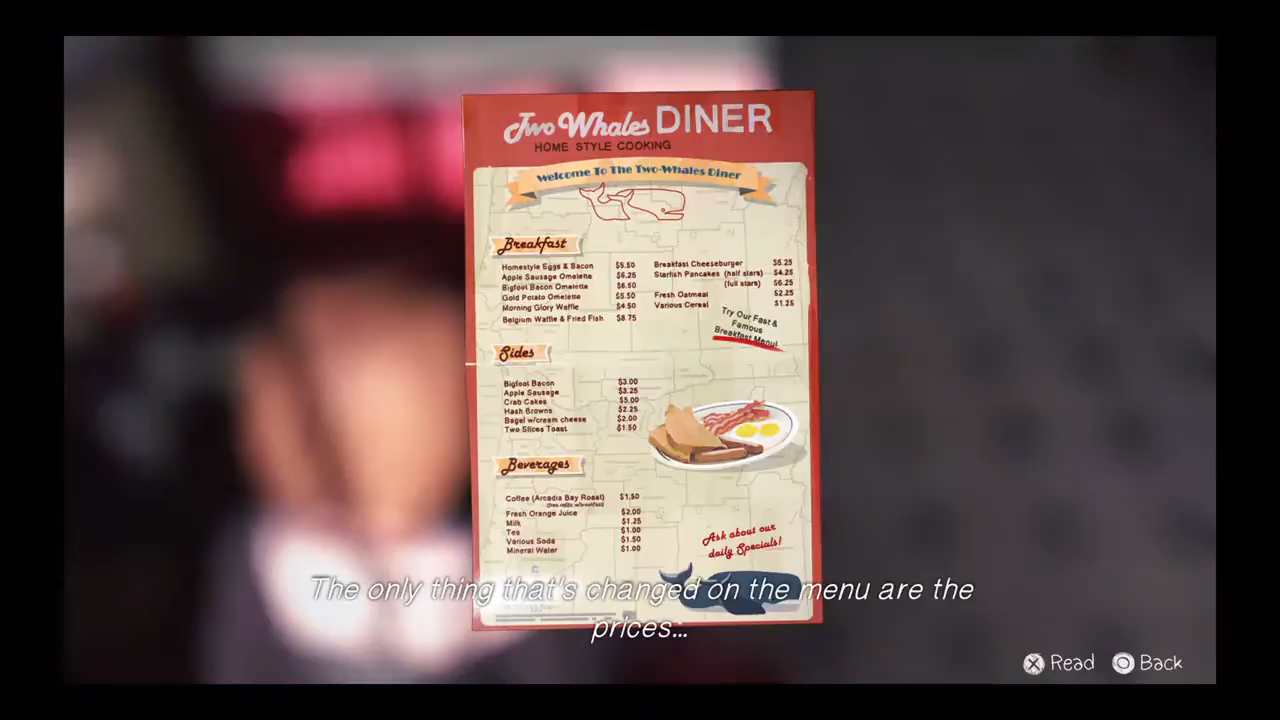 Two Whales DINER
HOME STYLE COOKING
Welcome To The Two-Whales Diner
Breakfast
Homestyle Eggs & Bacon $5.50
Apple Sausage Omelette $6.25
Bigfoot Bacon Omelette $6.50
Gold Potato Omelette $5.50
Morning Glory Waffle $4.50
Belgium Waffle & Fried Fish $8.75
Breakfast Cheeseburger $5.25
Starfish Pancakes (half stars) $4.25
(full stars) $6.25
Fresh Oatmeal $2.25
Various Cereal $1.25
Try Our Fast &
Famous
Breakfast Menu!
Sides
Bigfoot Bacon $3.00
Apple Sausage $3.25
Crab Cakes $5.00
Hash Browns $2.25
Bagel w/cream cheese $2.00
Two Slices Toast $1.50
Beverages
Coffee (Arcadia Bay Roast) $1.50
(free refills w/breakfast)
Fresh Orange Juice $2.00
Milk $1.25
Tea $1.00
Various Soda $1.50
Mineral Water $1.00
Ask about our
daily Specials!
The only thing that's changed on the menu are the
prices...
Read Back